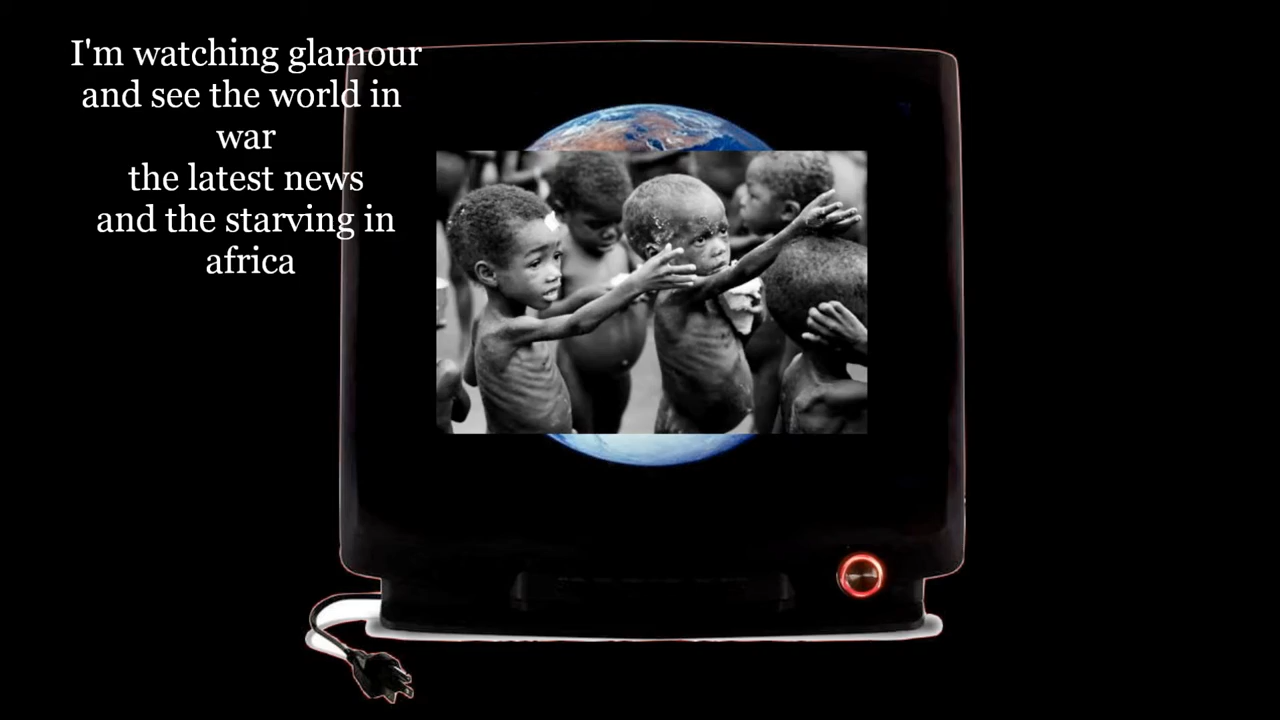 I'm watching glamour
and see the world in
war
the latest news
and the starving in
africa